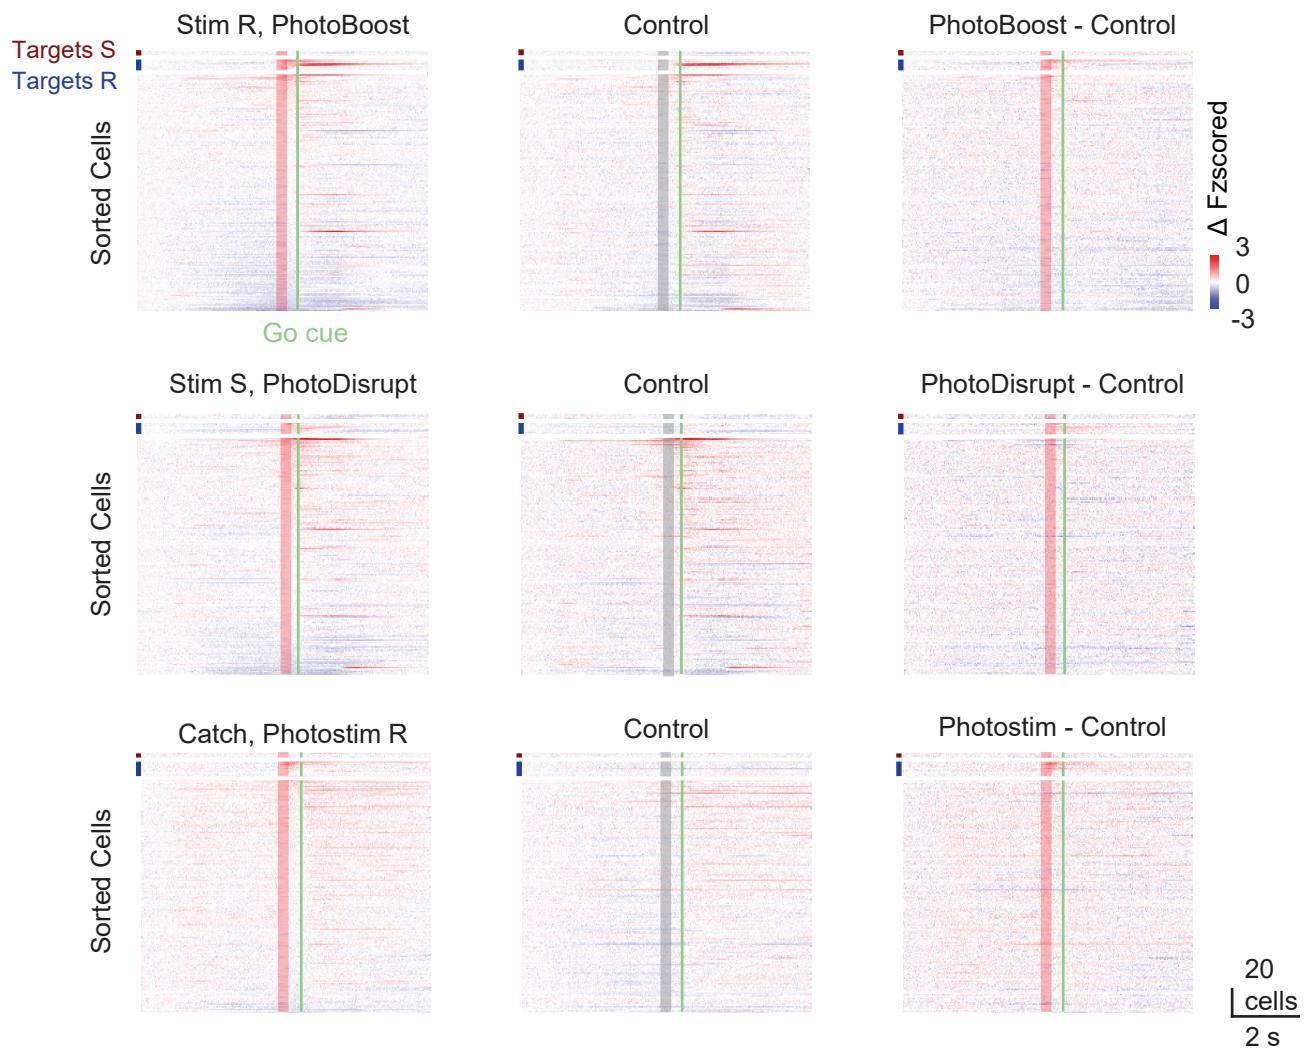 Stim R, PhotoBoost
Control
PhotoBoost - Control
Targets S
Targets R
Sorted Cells
Δ Fzscored
3
0
-3
Go cue
Stim S, PhotoDisrupt
Control
PhotoDisrupt - Control
Sorted Cells
Catch, Photostim R
Control
Photostim - Control
Sorted Cells
20
cells
2 s